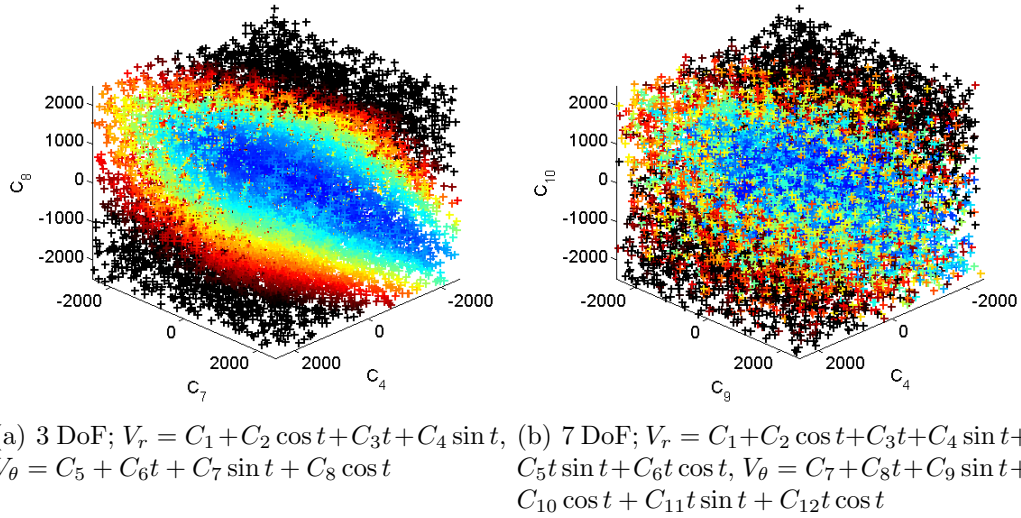 2000
1000
0
-1000
-2000
C₈
-2000
0
2000
C₇
2000
0
-2000
C₄
2000
1000
0
-1000
-2000
C₁₀
-2000
0
2000
C₉
2000
0
-2000
C₄
a) 3 DoF; Vᵣ = C₁+C₂ cos t+C₃t+C₄ sin t,
V_θ = C₅ + C₆t + C₇ sin t + C₈ cos t
(b) 7 DoF; Vᵣ = C₁+C₂ cos t+C₃t+C₄ sin t+
C₅t sin t+C₆t cos t, V_θ = C₇+C₈t+C₉ sin t+
C₁₀ cos t + C₁₁t sin t + C₁₂t cos t